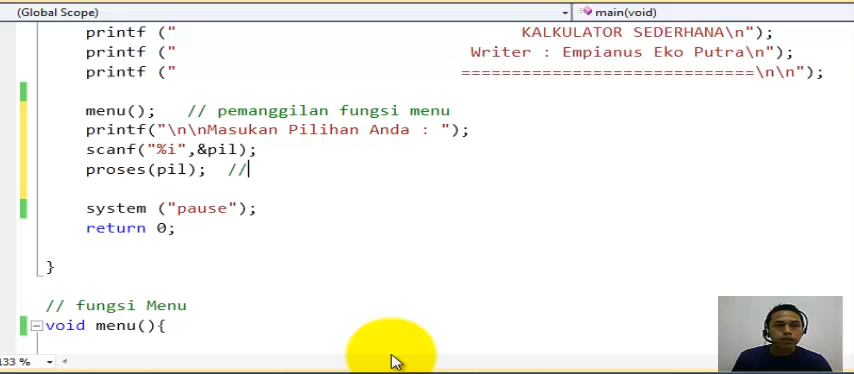 (Global Scope) main(void)
printf (" KALKULATOR SEDERHANA\n");
printf (" Writer : Empianus Eko Putra\n");
printf (" =============================\n\n");
menu(); // pemanggilan fungsi menu
printf("\n\nMasukan Pilihan Anda : ");
scanf("%i",&pil);
proses(pil); //
system ("pause");
return 0;
}
// fungsi Menu
void menu(){
133 %